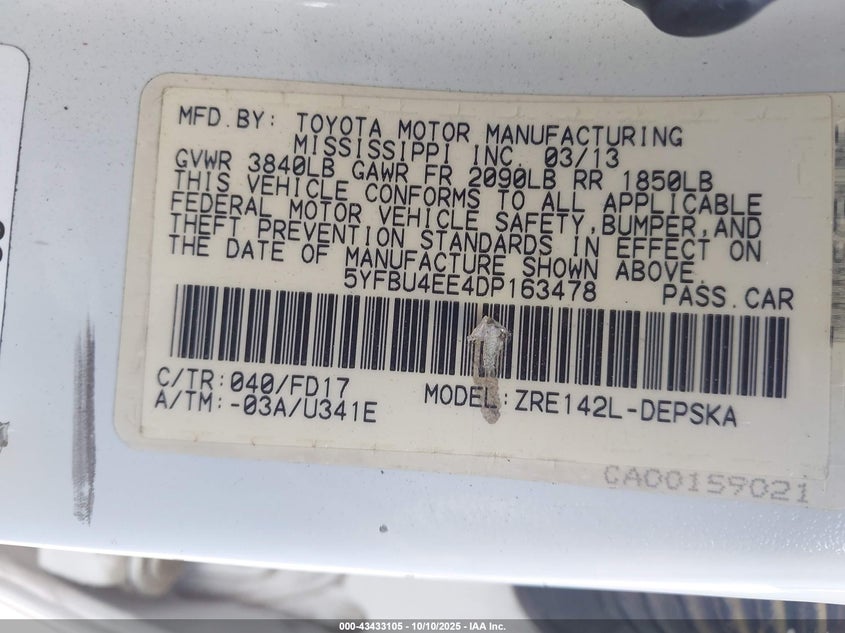 MFD.BY: TOYOTA MOTOR MANUFACTURING
MISSISSIPPI INC. 03/13
GVWR 3840LB GAWR FR 2090LB RR 1850LB
THIS VEHICLE CONFORMS TO ALL APPLICABLE
FEDERAL MOTOR VEHICLE SAFETY,BUMPER,AND
THEFT PREVENTION STANDARDS IN EFFECT ON
THE DATE OF MANUFACTURE SHOWN ABOVE.
5YFBU4EE4DP163478 PASS.CAR
C/TR:040/FD17
A/TM:-03A/U341E
MODEL:ZRE142L-DEPSKA
CA00159021
000-43433105 • 10/10/2025 - IAA Inc.